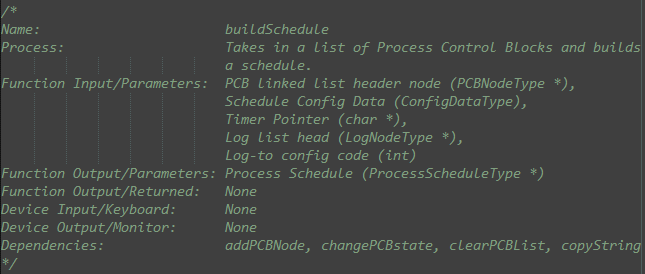 /*
Name: buildSchedule
Process: Takes in a list of Process Control Blocks and builds
a schedule.
Function Input/Parameters: PCB linked list header node (PCBNodeType *),
Schedule Config Data (ConfigDataType),
Timer Pointer (char *),
Log list head (LogNodeType *),
Log-to config code (int)
Function Output/Parameters: Process Schedule (ProcessScheduleType *)
Function Output/Returned: None
Device Input/Keyboard: None
Device Output/Monitor: None
Dependencies: addPCBNode, changePCBstate, clearPCBList, copyString
*/